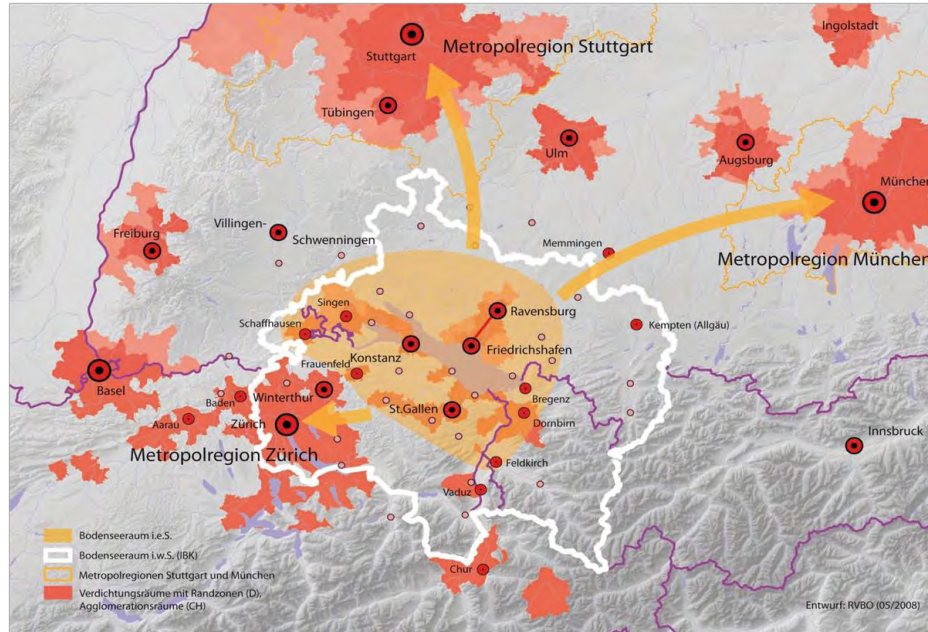 Ingolstadt
Stuttgart
Metropolregion Stuttgart
Tübingen
Ulm
Augsburg
München
Villingen-
Schwenningen
Freiburg
Memmingen
Metropolregion München
Singen
Ravensburg
Schaffhausen
Kempten (Allgäu)
Konstanz
Friedrichshafen
Frauenfeld
Basel
Baden
Winterthur
Bregenz
St.Gallen
Aarau
Zürich
Dornbirn
Innsbruck
Metropolregion Zürich
Feldkirch
Vaduz
Chur
Bodenseeraum i.e.S.
Bodenseeraum i.w.S. (IBK)
Metropolregionen Stuttgart und München
Verdichtungsräume mit Randzonen (D),
Agglomerationsräume (CH)
Entwurf: RVBO (05/2008)